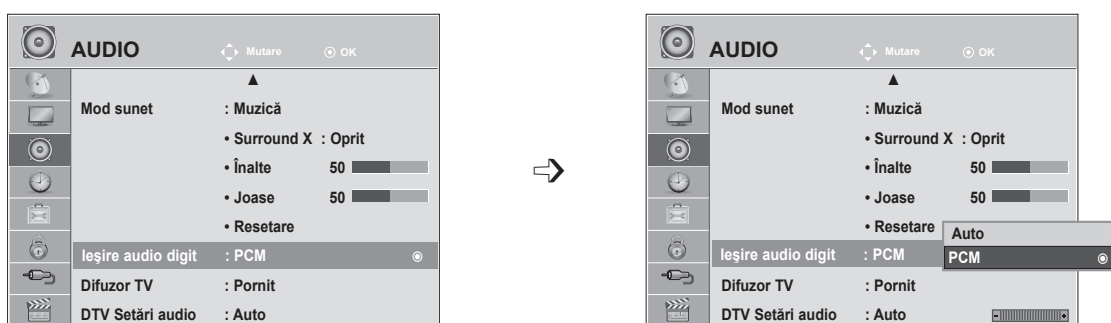 AUDIO Mutare OK
▲
Mod sunet : Muzică
• Surround X : Oprit
• Înalte 50
• Joase 50
• Resetare
Ieşire audio digit : PCM
Difuzor TV : Pornit
DTV Setări audio : Auto
AUDIO Mutare OK
▲
Mod sunet : Muzică
• Surround X : Oprit
• Înalte 50
• Joase 50
• Resetare
Auto
Ieşire audio digit : PCM
PCM
Difuzor TV : Pornit
DTV Setări audio : Auto